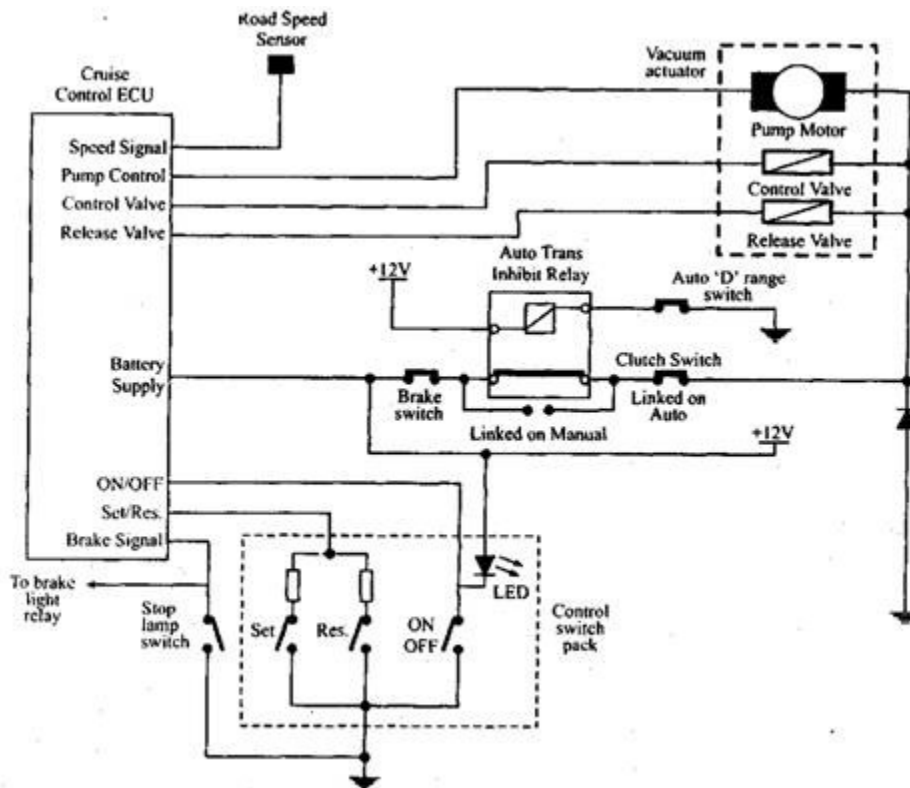 Road Speed
Sensor
Cruise
Control ECU
Vacuum
actuator
Speed Signal
Pump Control
Control Valve
Release Valve
Pump Motor
Control Valve
Release Valve
Auto Trans
Inhibit Relay
+12V
Auto 'D' range
switch
Battery
Supply
Brake
switch
Clutch Switch
Linked on
Auto
Linked on Manual
+12V
ON/OFF
Set/Res.
Brake Signal
To brake
light
relay
Stop
lamp
switch
Set
Res.
ON
OFF
LED
Control
switch
pack